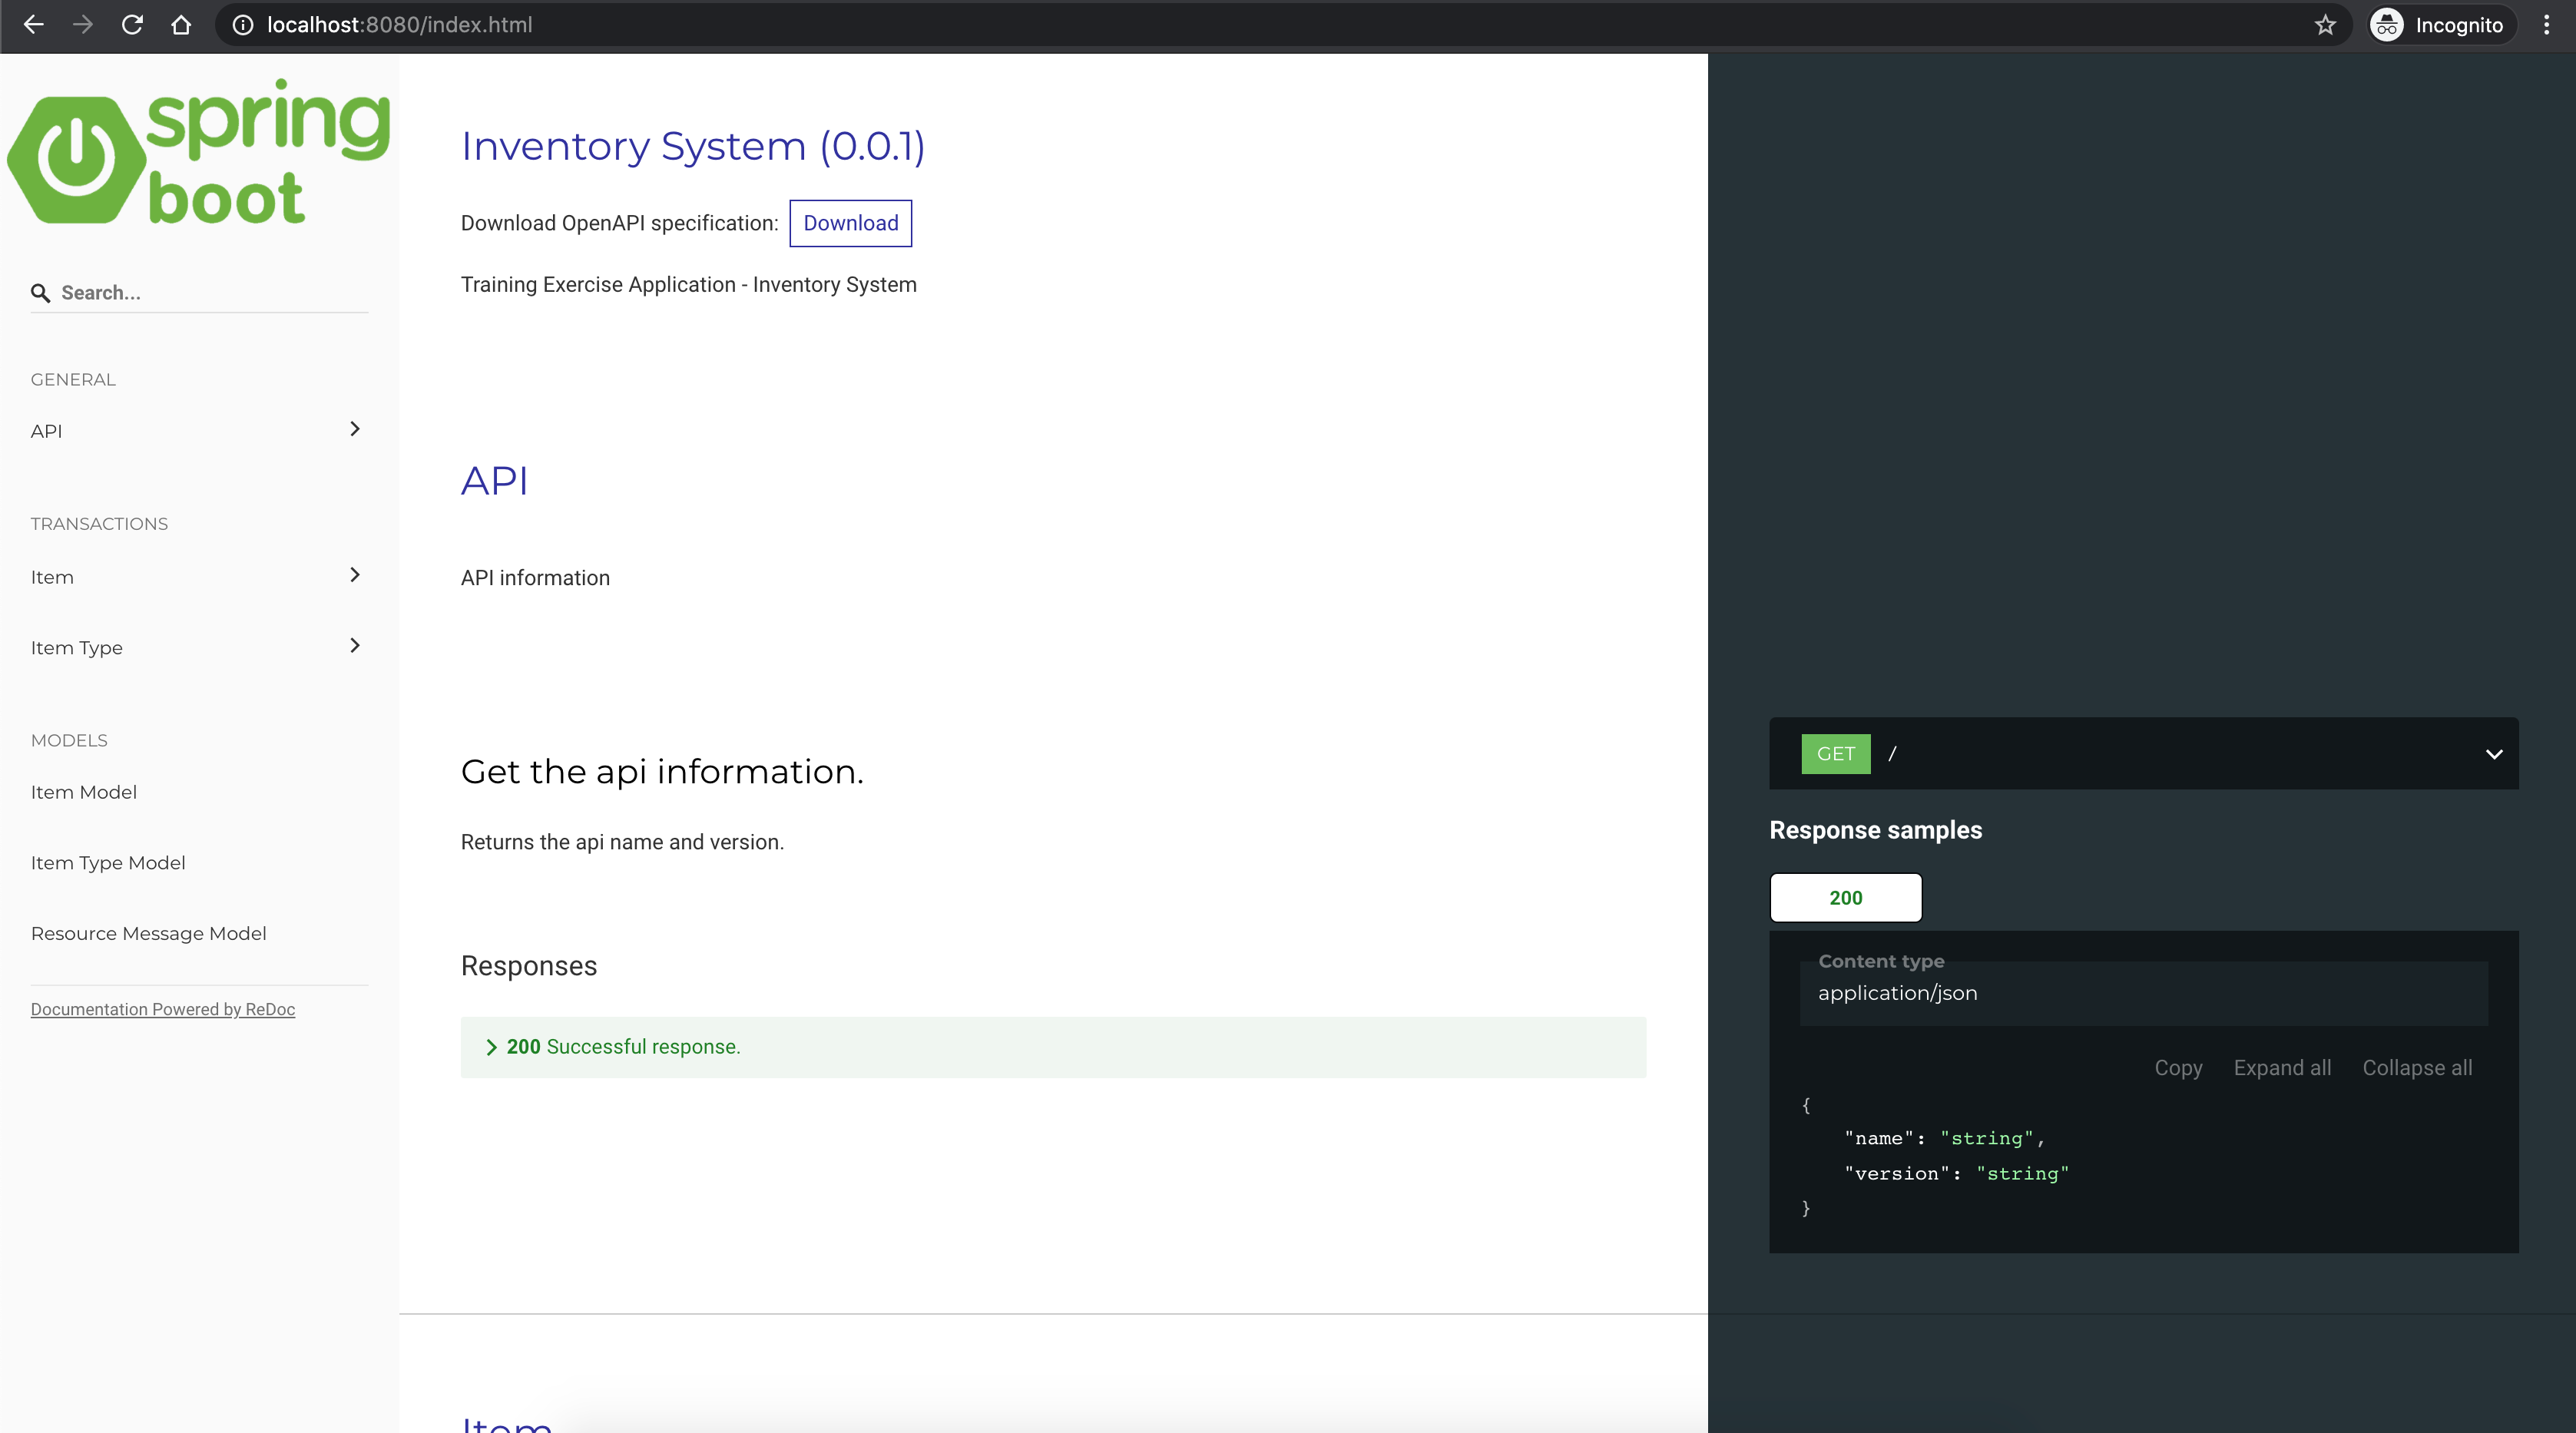 localhost:8080/index.html
Incognito
spring
boot
Search...
GENERAL
API
TRANSACTIONS
Item
Item Type
MODELS
Item Model
Item Type Model
Resource Message Model
Documentation Powered by ReDoc
Inventory System (0.0.1)
Download OpenAPI specification: Download
Training Exercise Application - Inventory System
API
API information
Get the api information.
Returns the api name and version.
Responses
200 Successful response.
Item
GET /
Response samples
200
Content type
application/json
Copy Expand all Collapse all
{
"name": "string",
"version": "string"
}